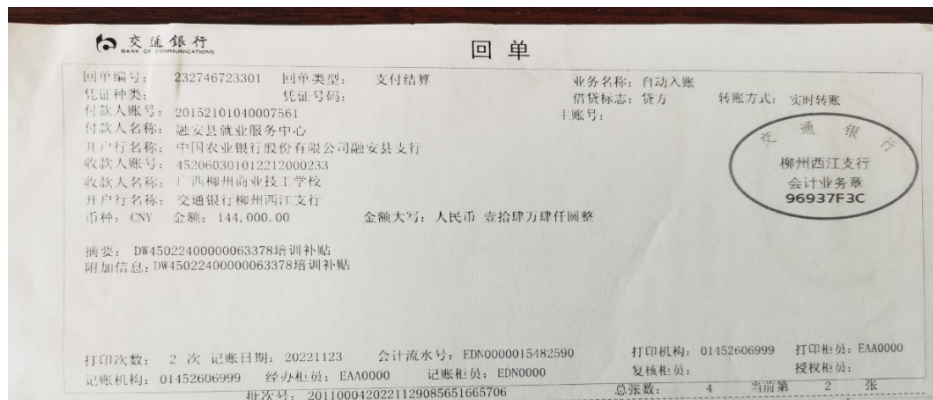 交通银行
BANK OF COMMUNICATIONS
回单
回单编号: 232746723301 回单类型: 支付结算 业务名称: 自动入账
凭证种类: 凭证号码: 借贷标志: 贷方 转账方式: 实时转账
付款人账号: 20152101040007561 主账号:
付款人名称: 融安县就业服务中心
开户行名称: 中国农业银行股份有限公司融安县支行
收款人账号: 452060301012212000233
收款人名称: 广西柳州商业技工学校
开户行名称: 交通银行柳州西江支行
币种: CNY 金额: 144,000.00 金额大写: 人民币 壹拾肆万肆仟圆整
交通银行
柳州西江支行
会计业务章
96937F3C
摘要: DW45022400000063378培训补贴
附加信息:DW45022400000063378培训补贴
打印次数: 2 次 记账日期: 20221123 会计流水号: EDN0000015482590 打印机构: 01452606999 打印柜员: EAA0000
记账机构: 01452606999 经办柜员: EAA0000 记账柜员: EDN0000 复核柜员: 授权柜员:
批次号: 20110004202211290856516​65706 总张数: 4 当前第 2 张